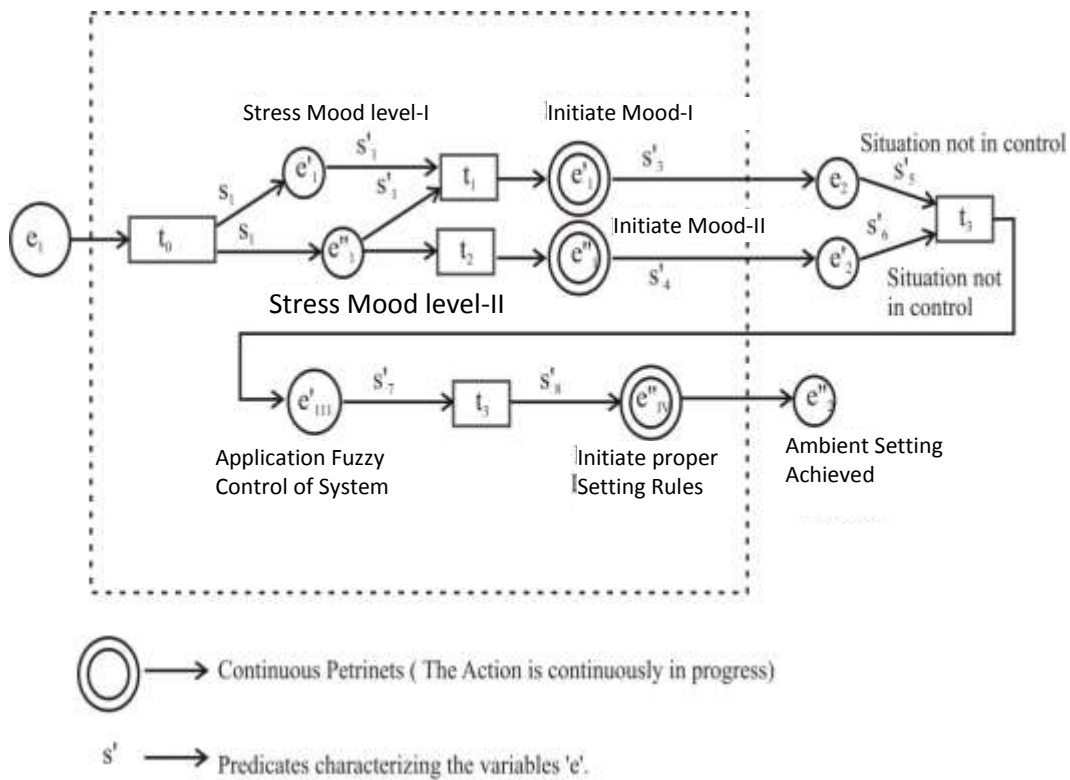 Stress Mood level-I
Initiate Mood-I
Situation not in control
s'₁
s'₃
s'₅
e'₁
t₁
e'₁
e₂
s₁
s'₁
e₁
t₀
s₁
Initiate Mood-II
s'₆
t₃
e''₁
t₂
e''
e'₂
s'₄
Situation not
in control
Stress Mood level-II
s'₇
s'₈
e'III
t₃
e''IV
e''₂
Application Fuzzy
Control of System
Initiate proper
Setting Rules
Ambient Setting
Achieved
Continuous Petrinets ( The Action is continuously in progress)
s'
Predicates characterizing the variables 'e'.